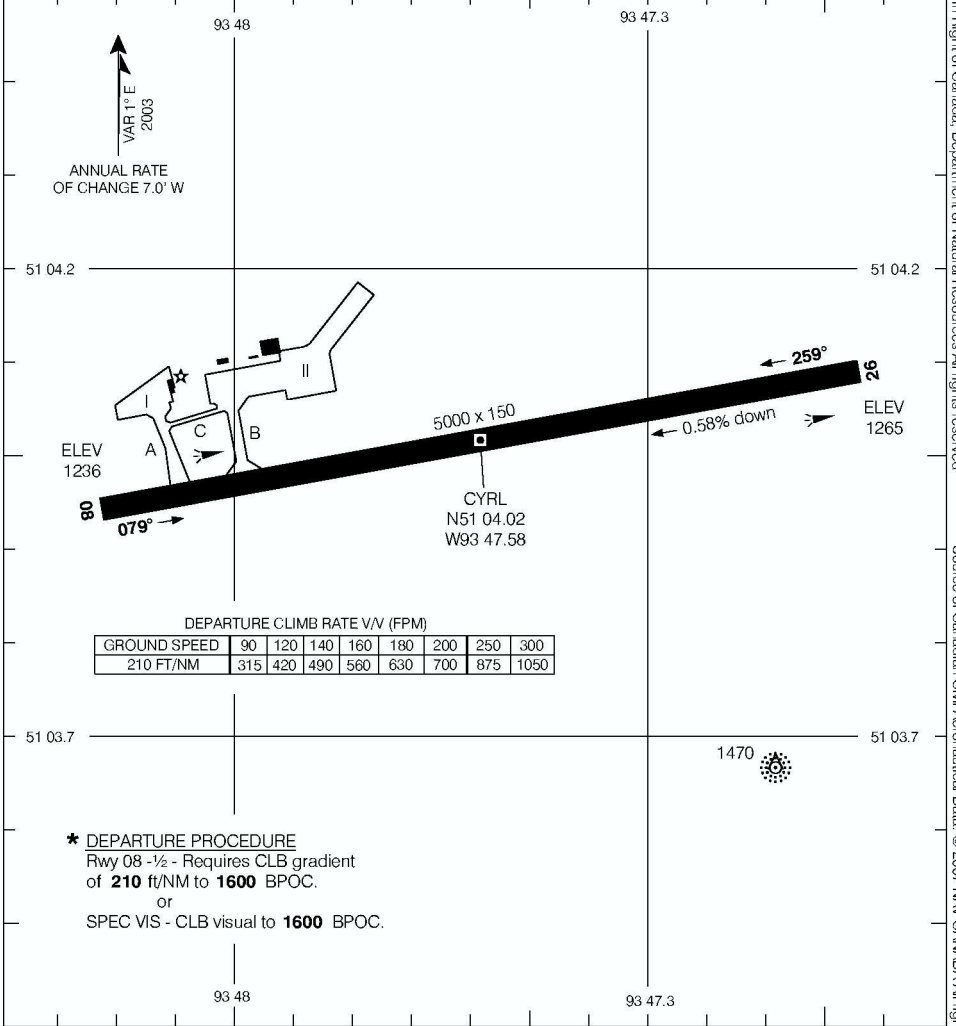 93 48
93 47.3
VAR 1° E
2003
ANNUAL RATE
OF CHANGE 7.0' W
51 04.2
51 04.2
259°
26
II
I
5000 x 150
0.58% down
ELEV
1265
C
B
A
ELEV
1236
08
079°
CYRL
N51 04.02
W93 47.58
DEPARTURE CLIMB RATE V/V (FPM)
GROUND SPEED 90 120 140 160 180 200 250 300
210 FT/NM 315 420 490 560 630 700 875 1050
51 03.7
51 03.7
1470
* DEPARTURE PROCEDURE
Rwy 08 -½ - Requires CLB gradient
of 210 ft/NM to 1600 BPOC.
or
SPEC VIS - CLB visual to 1600 BPOC.
93 48
93 47.3